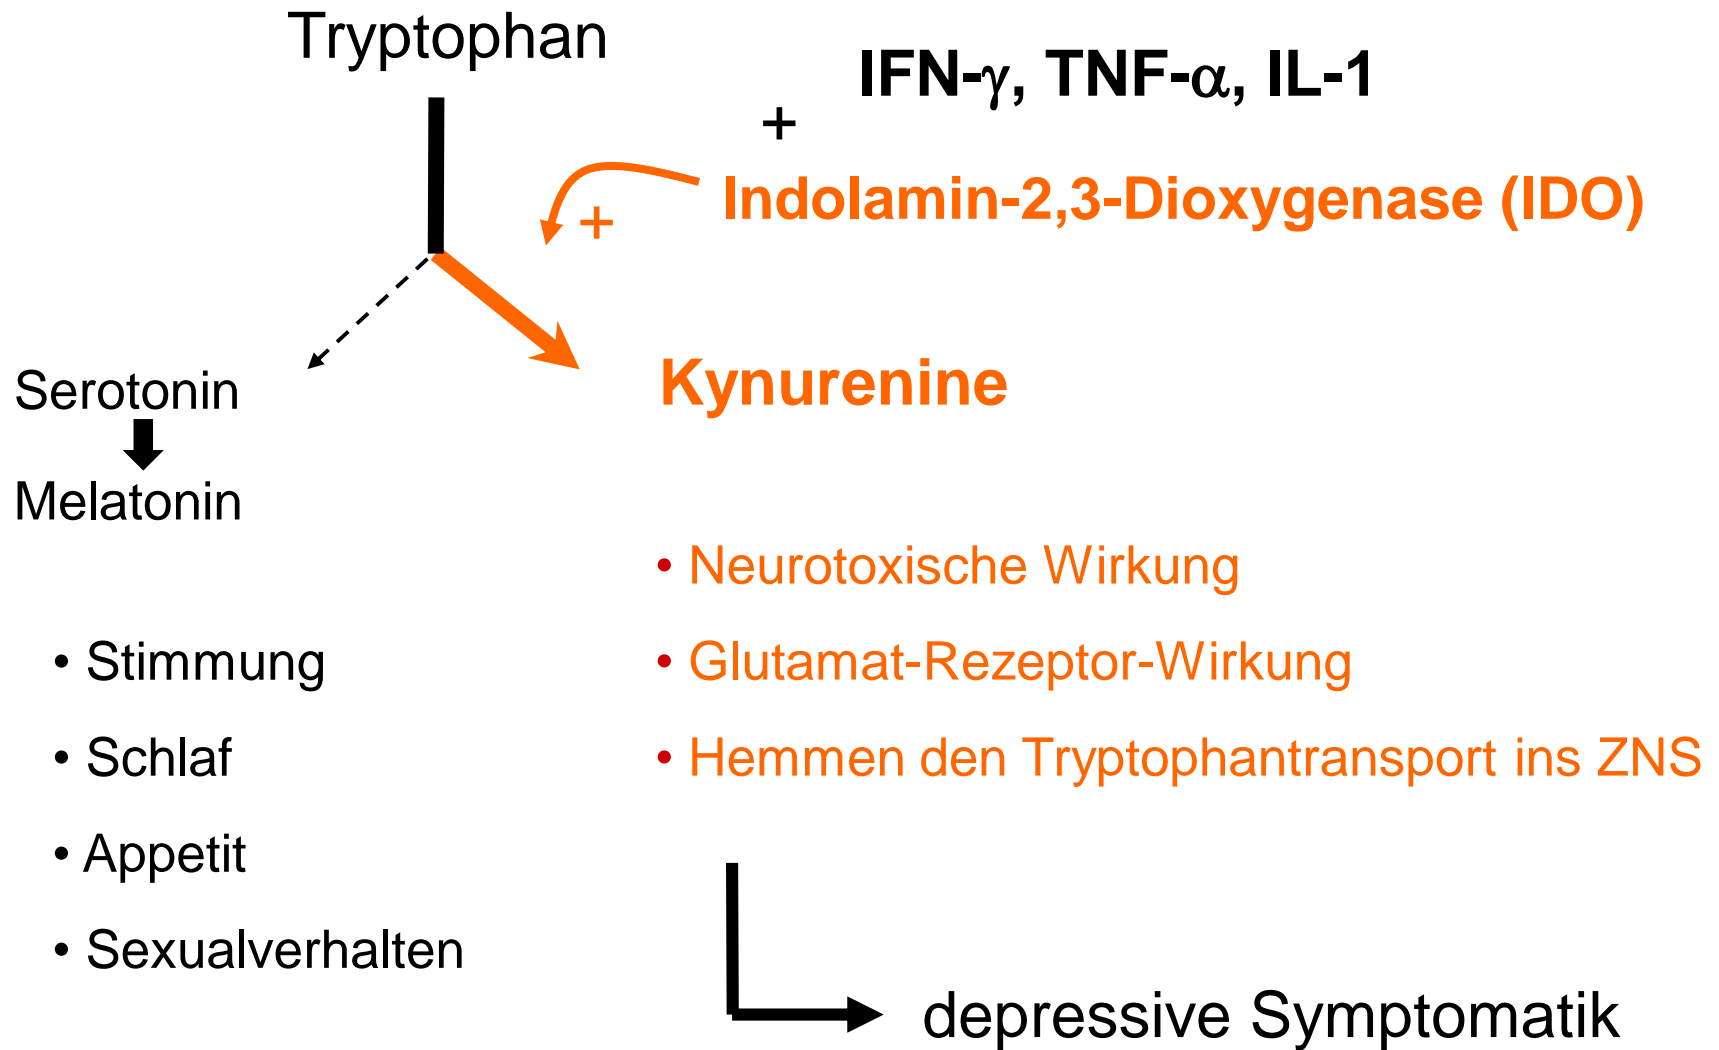 Tryptophan
IFN-γ, TNF-α, IL-1
+
Indolamin-2,3-Dioxygenase (IDO)
+
Serotonin
Kynurenine
Melatonin
• Neurotoxische Wirkung
• Stimmung
• Glutamat-Rezeptor-Wirkung
• Schlaf
• Hemmen den Tryptophantransport ins ZNS
• Appetit
• Sexualverhalten
depressive Symptomatik